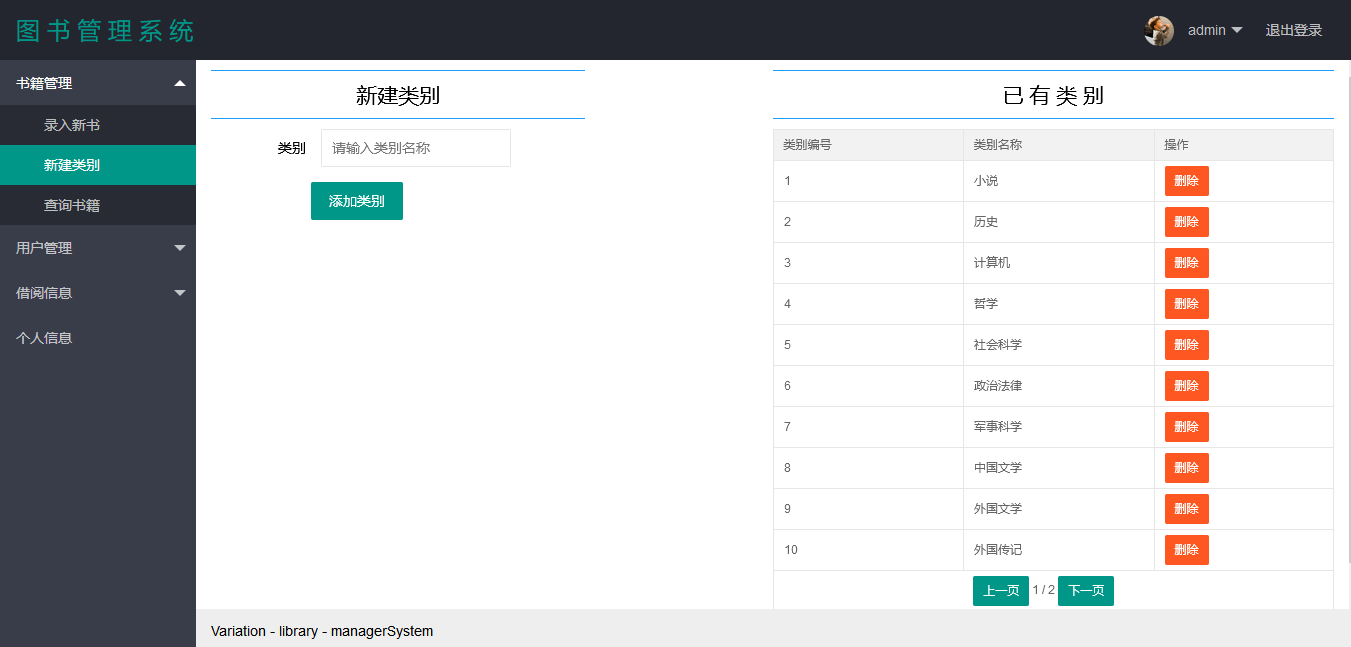 图书管理系统
admin
退出登录
书籍管理
录入新书
新建类别
查询书籍
用户管理
借阅信息
个人信息
新建类别
类别
请输入类别名称
添加类别
已有类别
类别编号 类别名称 操作
1 小说 删除
2 历史 删除
3 计算机 删除
4 哲学 删除
5 社会科学 删除
6 政治法律 删除
7 军事科学 删除
8 中国文学 删除
9 外国文学 删除
10 外国传记 删除
上一页 1 / 2 下一页
Variation - library - managerSystem